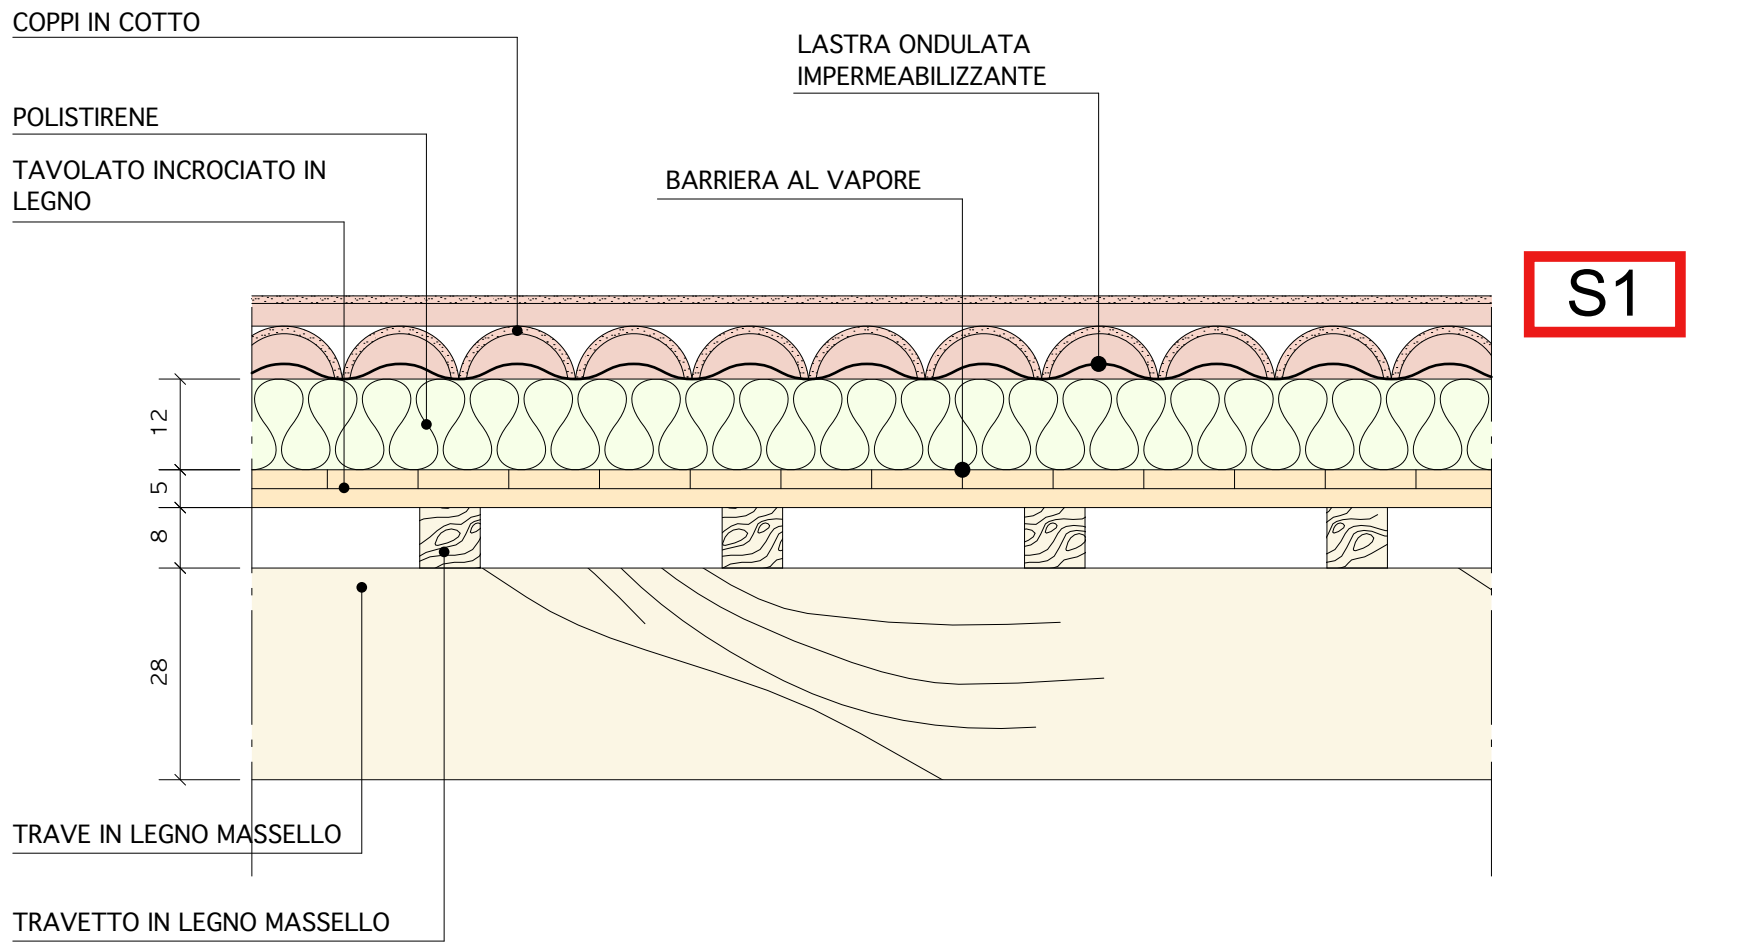 COPPI IN COTTO
LASTRA ONDULATA
IMPERMEABILIZZANTE
POLISTIRENE
TAVOLATO INCROCIATO IN
LEGNO
BARRIERA AL VAPORE
S1
12
5
8
28
TRAVE IN LEGNO MASSELLO
TRAVETTO IN LEGNO MASSELLO